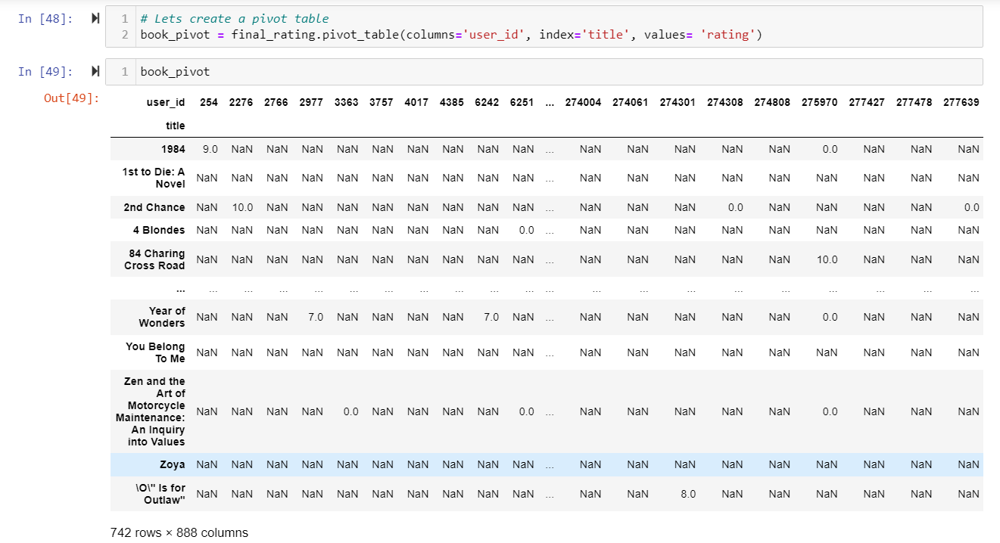 In [48]:
1 # Lets create a pivot table
2 book_pivot = final_rating.pivot_table(columns='user_id', index='title', values= 'rating')
In [49]:
1 book_pivot
Out[49]:
user_id 254 2276 2766 2977 3363 3757 4017 4385 6242 6251 ... 274004 274061 274301 274308 274808 275970 277427 277478 277639
title
1984 9.0 NaN NaN NaN NaN NaN NaN NaN NaN NaN ... NaN NaN NaN NaN NaN 0.0 NaN NaN NaN
1st to Die: A
Novel NaN NaN NaN NaN NaN NaN NaN NaN NaN NaN ... NaN NaN NaN NaN NaN NaN NaN NaN NaN
2nd Chance NaN 10.0 NaN NaN NaN NaN NaN NaN NaN NaN ... NaN NaN NaN 0.0 NaN NaN NaN NaN 0.0
4 Blondes NaN NaN NaN NaN NaN NaN NaN NaN NaN 0.0 ... NaN NaN NaN NaN NaN NaN NaN NaN NaN
84 Charing
Cross Road NaN NaN NaN NaN NaN NaN NaN NaN NaN NaN ... NaN NaN NaN NaN NaN 10.0 NaN NaN NaN
... ... ... ... ... ... ... ... ... ... ... ... ... ... ... ... ... ... ... ... ...
Year of
Wonders NaN NaN NaN 7.0 NaN NaN NaN NaN 7.0 NaN ... NaN NaN NaN NaN NaN 0.0 NaN NaN NaN
You Belong
To Me NaN NaN NaN NaN NaN NaN NaN NaN NaN NaN ... NaN NaN NaN NaN NaN NaN NaN NaN NaN
Zen and the
Art of
Motorcycle
Maintenance: NaN NaN NaN NaN 0.0 NaN NaN NaN NaN 0.0 ... NaN NaN NaN NaN NaN 0.0 NaN NaN NaN
An Inquiry
into Values
Zoya NaN NaN NaN NaN NaN NaN NaN NaN NaN NaN ... NaN NaN NaN NaN NaN NaN NaN NaN NaN
\O\" Is for
Outlaw" NaN NaN NaN NaN NaN NaN NaN NaN NaN NaN ... NaN NaN 8.0 NaN NaN NaN NaN NaN NaN
742 rows × 888 columns